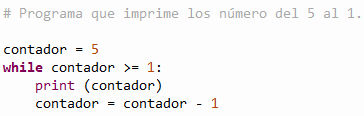 # Programa que imprime los número del 5 al 1.
contador = 5
while contador >= 1:
    print (contador)
    contador = contador - 1